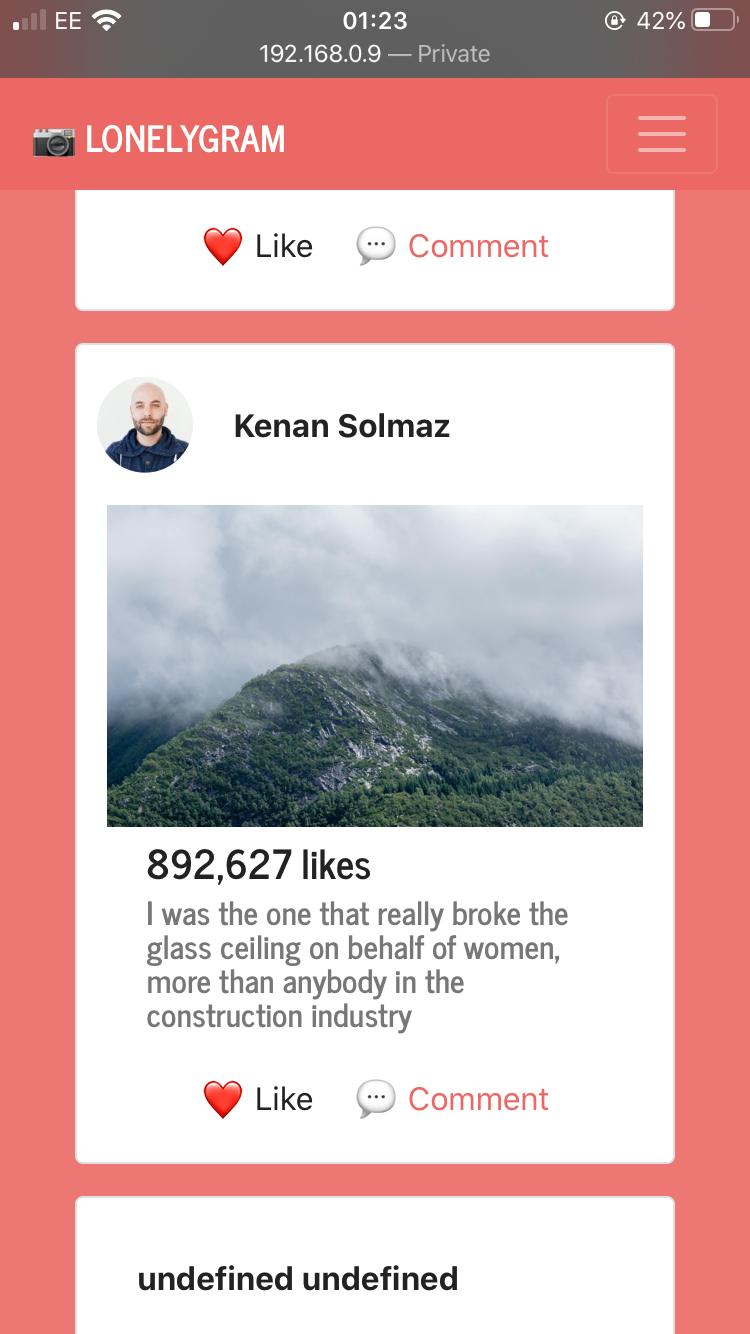 EE 01:23 42%
192.168.0.9 — Private
LONELYGRAM
Like Comment
Kenan Solmaz
892,627 likes
I was the one that really broke the
glass ceiling on behalf of women,
more than anybody in the
construction industry
Like Comment
undefined undefined